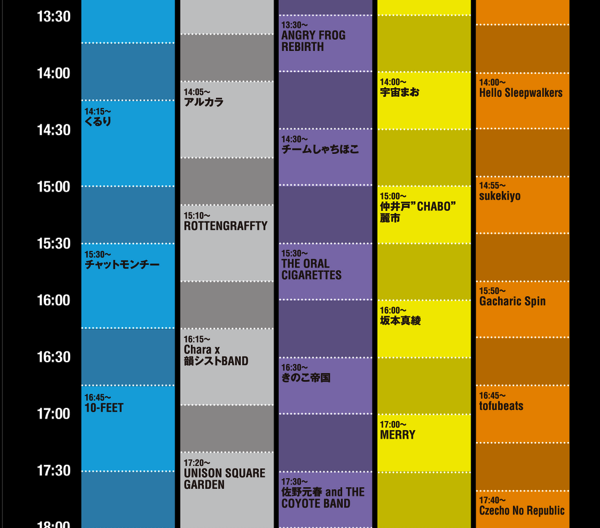 13:30
14:00
14:30
15:00
15:30
16:00
16:30
17:00
17:30
18:00
14:15～
くるり
15:30～
チャットモンチー
16:45～
10-FEET
14:05～
アルカラ
15:10～
ROTTENGRAFFTY
16:15～
Chara x
韻シストBAND
17:20～
UNISON SQUARE
GARDEN
13:30～
ANGRY FROG
REBIRTH
14:30～
チームしゃちほこ
15:30～
THE ORAL
CIGARETTES
16:30～
きのこ帝国
17:30～
佐野元春 and THE
COYOTE BAND
14:00～
宇宙まお
15:00～
仲井戸”CHABO”
麗市
16:00～
坂本真綾
17:00～
MERRY
14:00～
Hello Sleepwalkers
14:55～
sukekiyo
15:50～
Gacharic Spin
16:45～
tofubeats
17:40～
Czecho No Republic